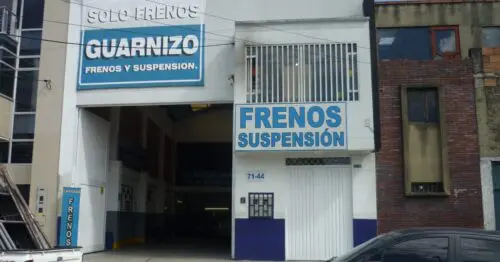 SOLO FRENOS
GUARNIZO
FRENOS Y SUSPENSION.
FRENOS
SUSPENSIÓN
71-44
FRENOS